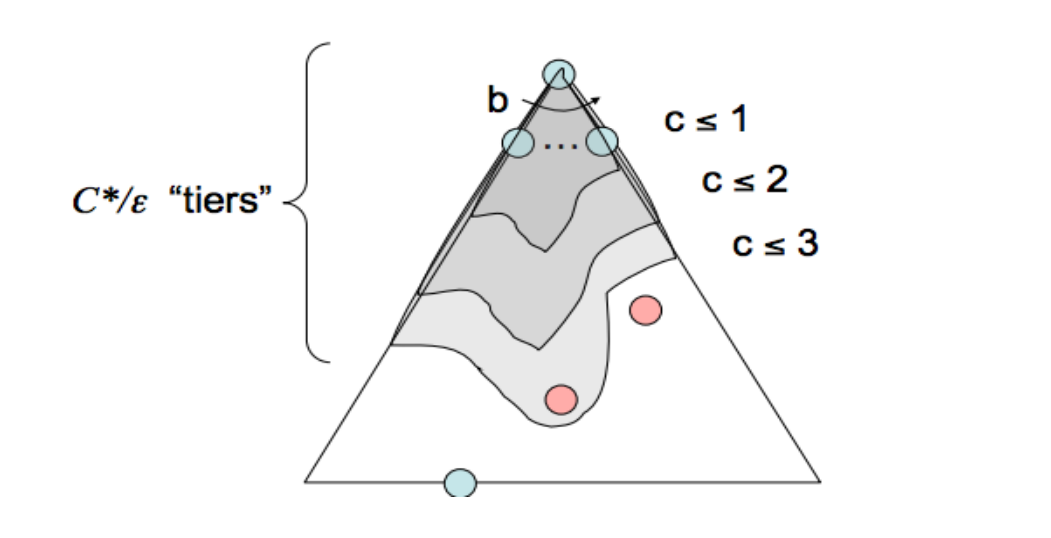 b
...
c ≤ 1
c ≤ 2
C*/ε “tiers”
c ≤ 3